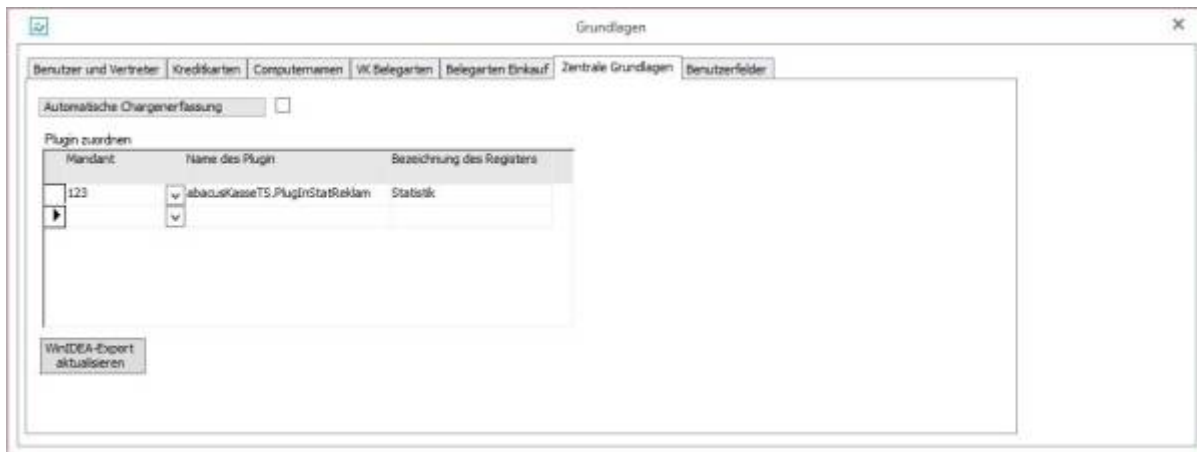 Grundlagen
Benutzer und Vertreter Kreditkarten Computernamen VK Belegarten Belegarten Einkauf Zentrale Grundlagen Benutzerfelder
Automatische Chargenerfassung
Plugin zuordnen
Mandant Name des Plugin Bezeichnung des Registers
123 abacusKasseTS.PlugInStatReklam Statistik
WinIDEA-Export
aktualisieren